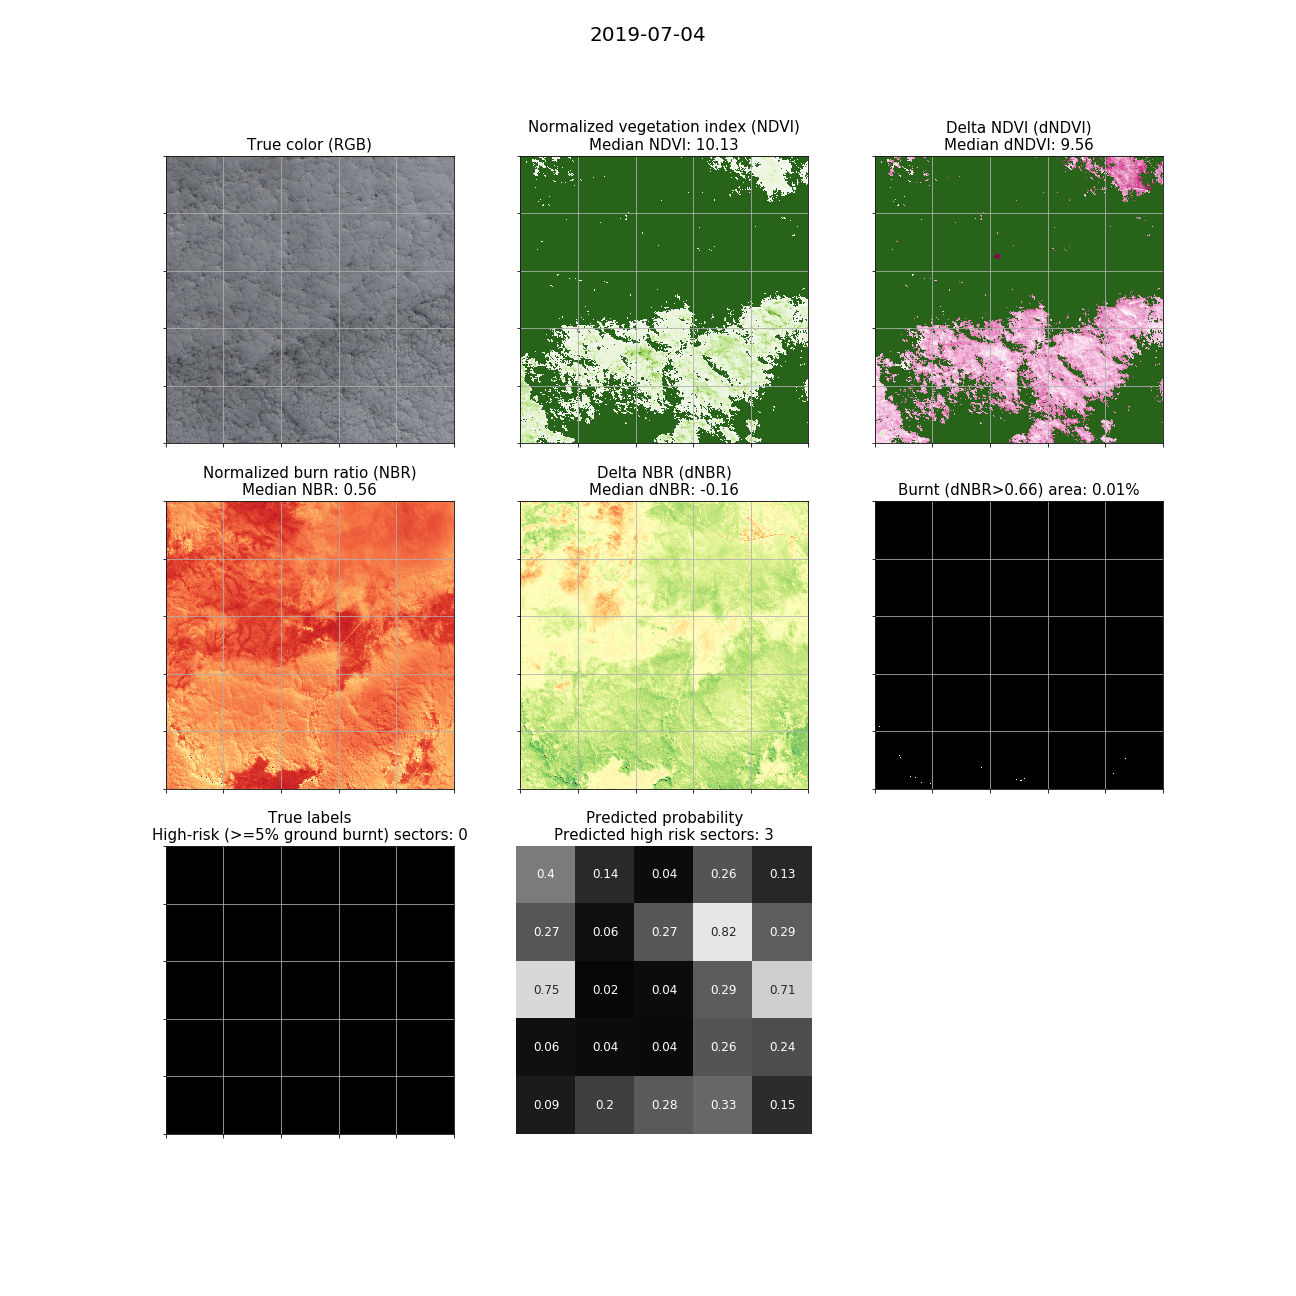 2019-07-04
True color (RGB)
Normalized vegetation index (NDVI)
Median NDVI: 10.13
Delta NDVI (dNDVI)
Median dNDVI: 9.56
Normalized burn ratio (NBR)
Median NBR: 0.56
Delta NBR (dNBR)
Median dNBR: -0.16
Burnt (dNBR>0.66) area: 0.01%
True labels
High-risk (>=5% ground burnt) sectors: 0
Predicted probability
Predicted high risk sectors: 3
0.4 0.14 0.04 0.26 0.13
0.27 0.06 0.27 0.82 0.29
0.75 0.02 0.04 0.29 0.71
0.06 0.04 0.04 0.26 0.24
0.09 0.2 0.28 0.33 0.15